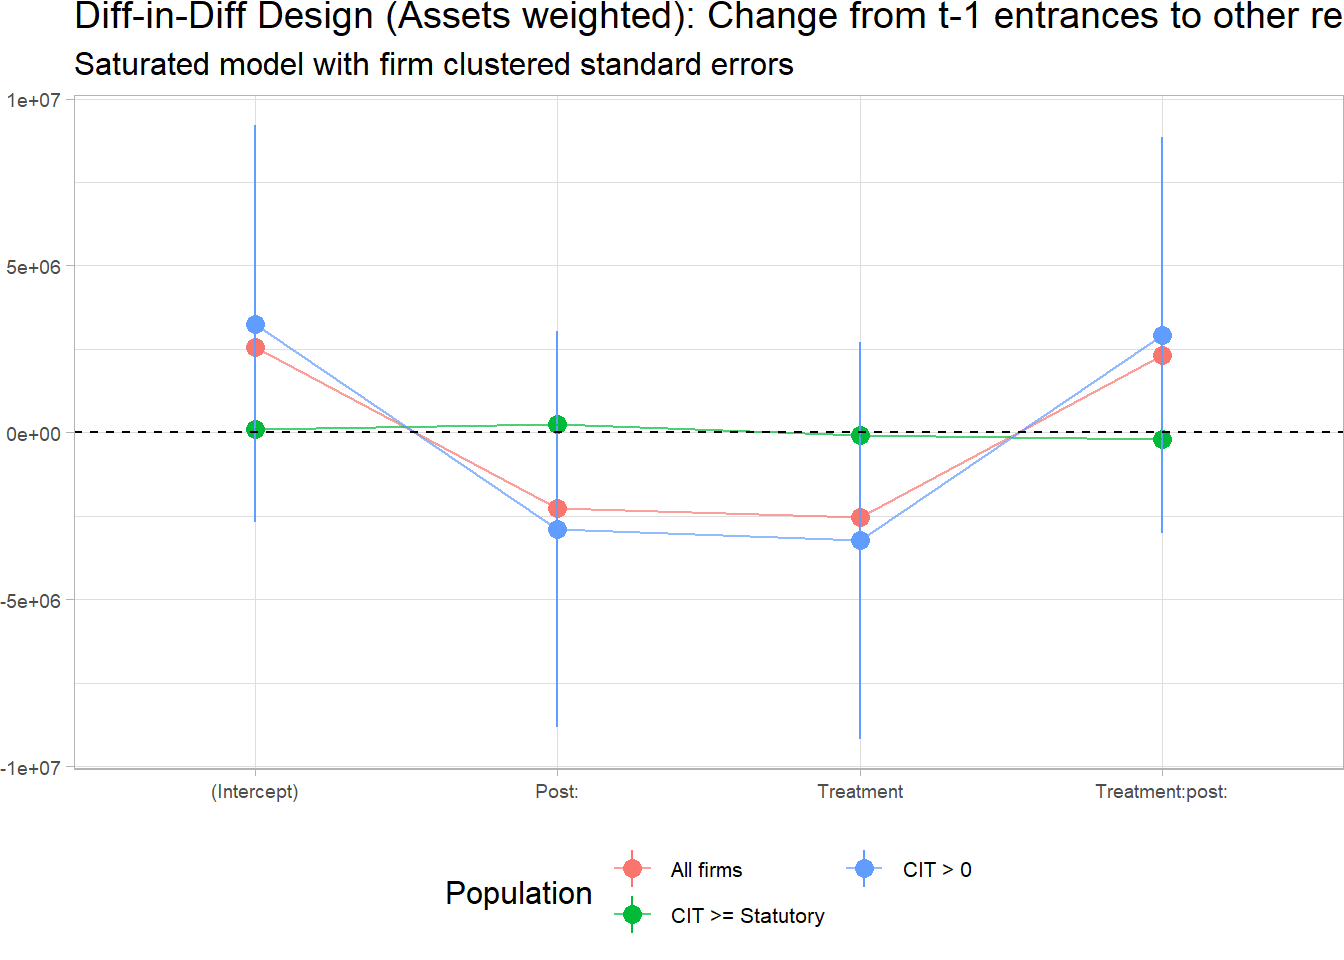 Diff-in-Diff Design (Assets weighted): Change from t-1 entrances to other re
Saturated model with firm clustered standard errors
1e+07
5e+06
0e+00
-5e+06
-1e+07
(Intercept)
Post:
Treatment
Treatment:post:
Population
All firms
CIT > 0
CIT >= Statutory